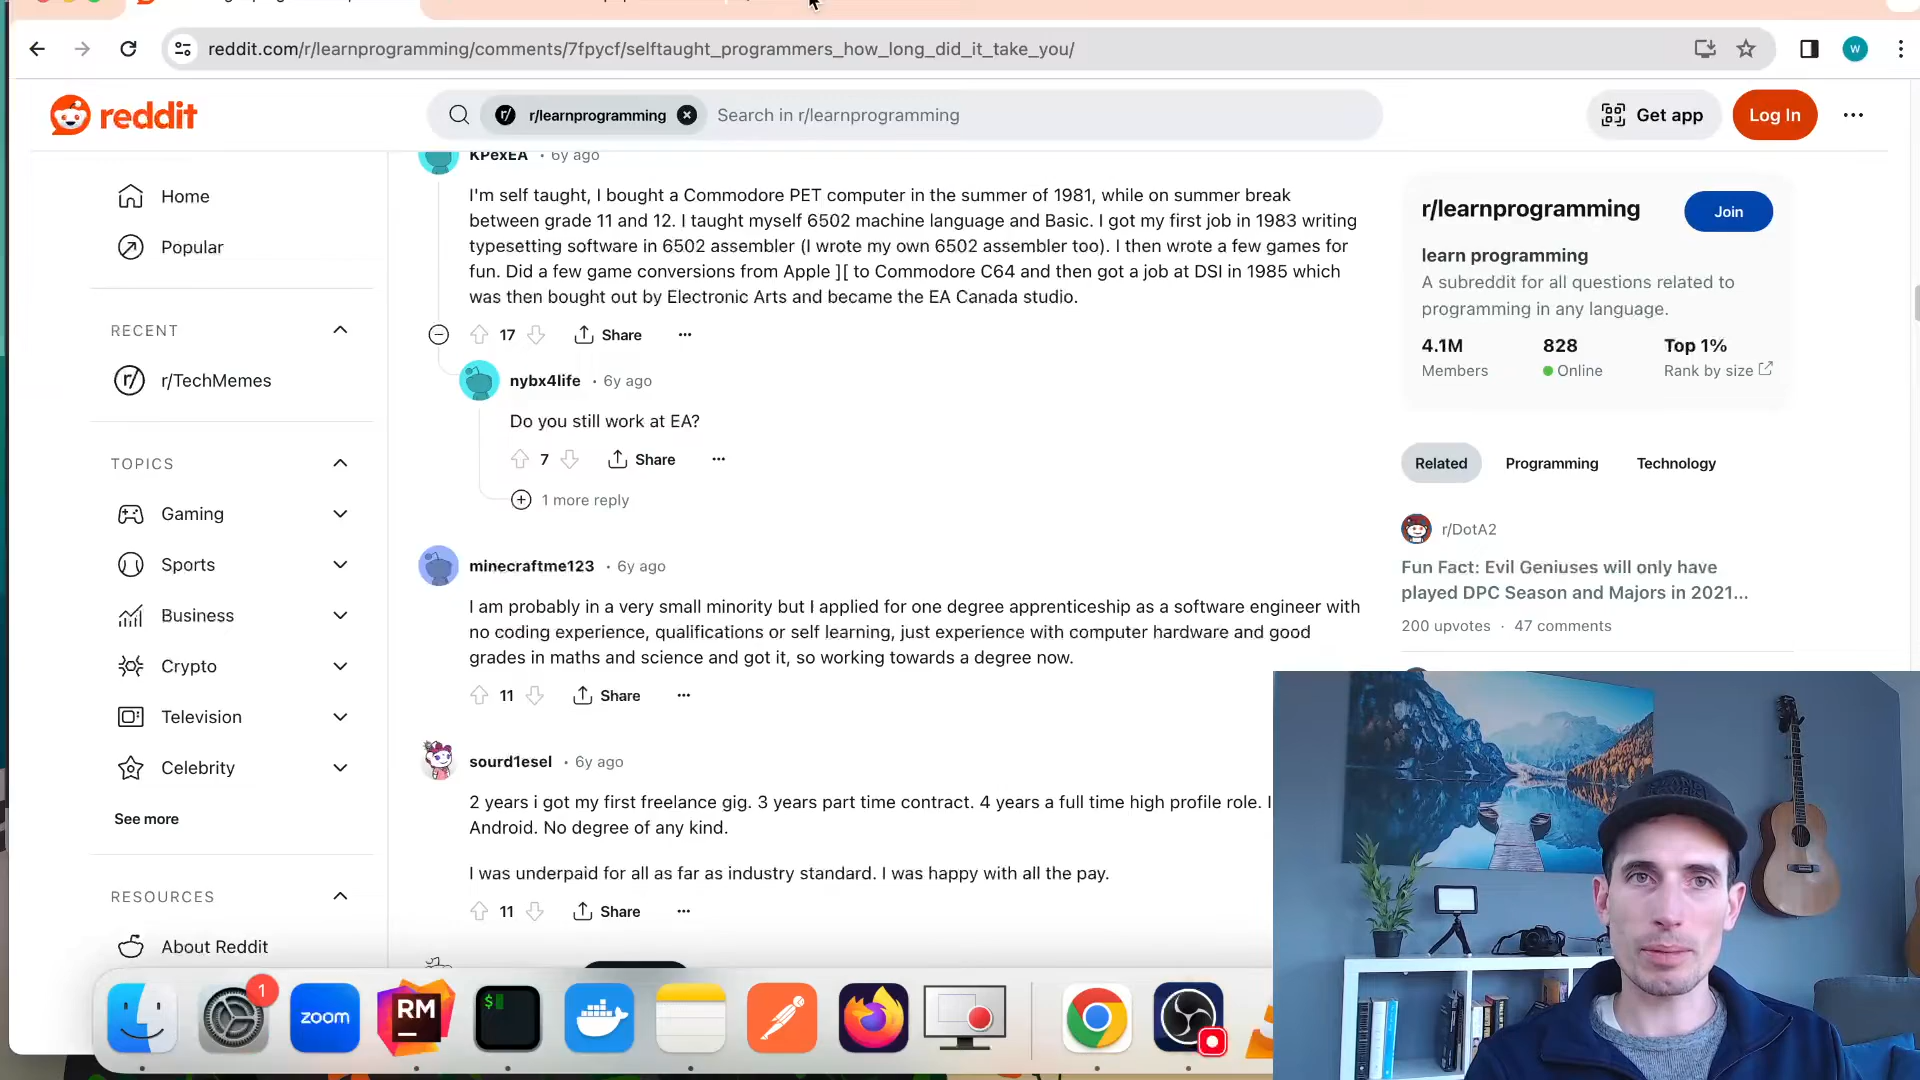 reddit.com/r/learnprogramming/comments/7fpycf/selftaught_programmers_how_long_did_it_take_you/
W
reddit
r/
r/learnprogramming
Search in r/learnprogramming
Get app
Log In
Home
Popular
RECENT
r/TechMemes
TOPICS
Gaming
Sports
Business
Crypto
Television
Celebrity
See more
RESOURCES
About Reddit
KPexEA • 6y ago
I'm self taught, I bought a Commodore PET computer in the summer of 1981, while on summer break
between grade 11 and 12. I taught myself 6502 machine language and Basic. I got my first job in 1983 writing
typesetting software in 6502 assembler (I wrote my own 6502 assembler too). I then wrote a few games for
fun. Did a few game conversions from Apple ][ to Commodore C64 and then got a job at DSI in 1985 which
was then bought out by Electronic Arts and became the EA Canada studio.
17 Share
nybx4life • 6y ago
Do you still work at EA?
7 Share
1 more reply
minecraftme123 • 6y ago
I am probably in a very small minority but I applied for one degree apprenticeship as a software engineer with
no coding experience, qualifications or self learning, just experience with computer hardware and good
grades in maths and science and got it, so working towards a degree now.
11 Share
sourd1esel • 6y ago
2 years i got my first freelance gig. 3 years part time contract. 4 years a full time high profile role. I
Android. No degree of any kind.
I was underpaid for all as far as industry standard. I was happy with all the pay.
11 Share
r/learnprogramming
Join
learn programming
A subreddit for all questions related to
programming in any language.
4.1M 828 Top 1%
Members Online Rank by size
Related Programming Technology
r/DotA2
Fun Fact: Evil Geniuses will only have
played DPC Season and Majors in 2021...
200 upvotes · 47 comments
1
zoom
RM
$